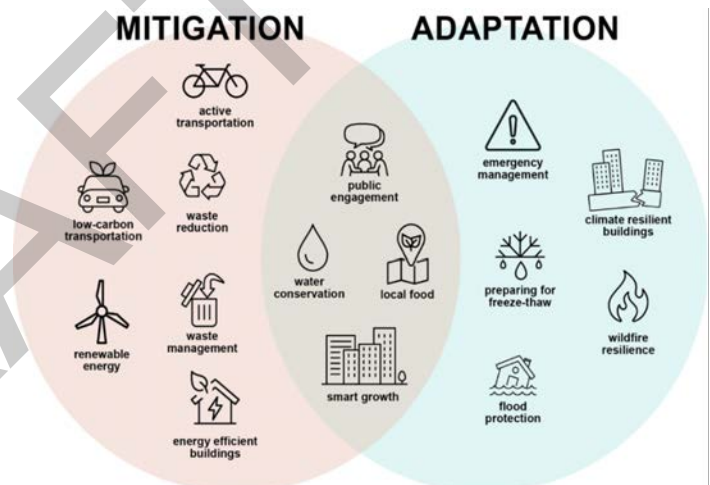 MITIGATION
ADAPTATION
active
transportation
low-carbon
transportation
waste
reduction
renewable
energy
waste
management
energy efficient
buildings
public
engagement
water
conservation
local food
smart growth
emergency
management
climate resilient
buildings
preparing for
freeze-thaw
wildfire
resilience
flood
protection